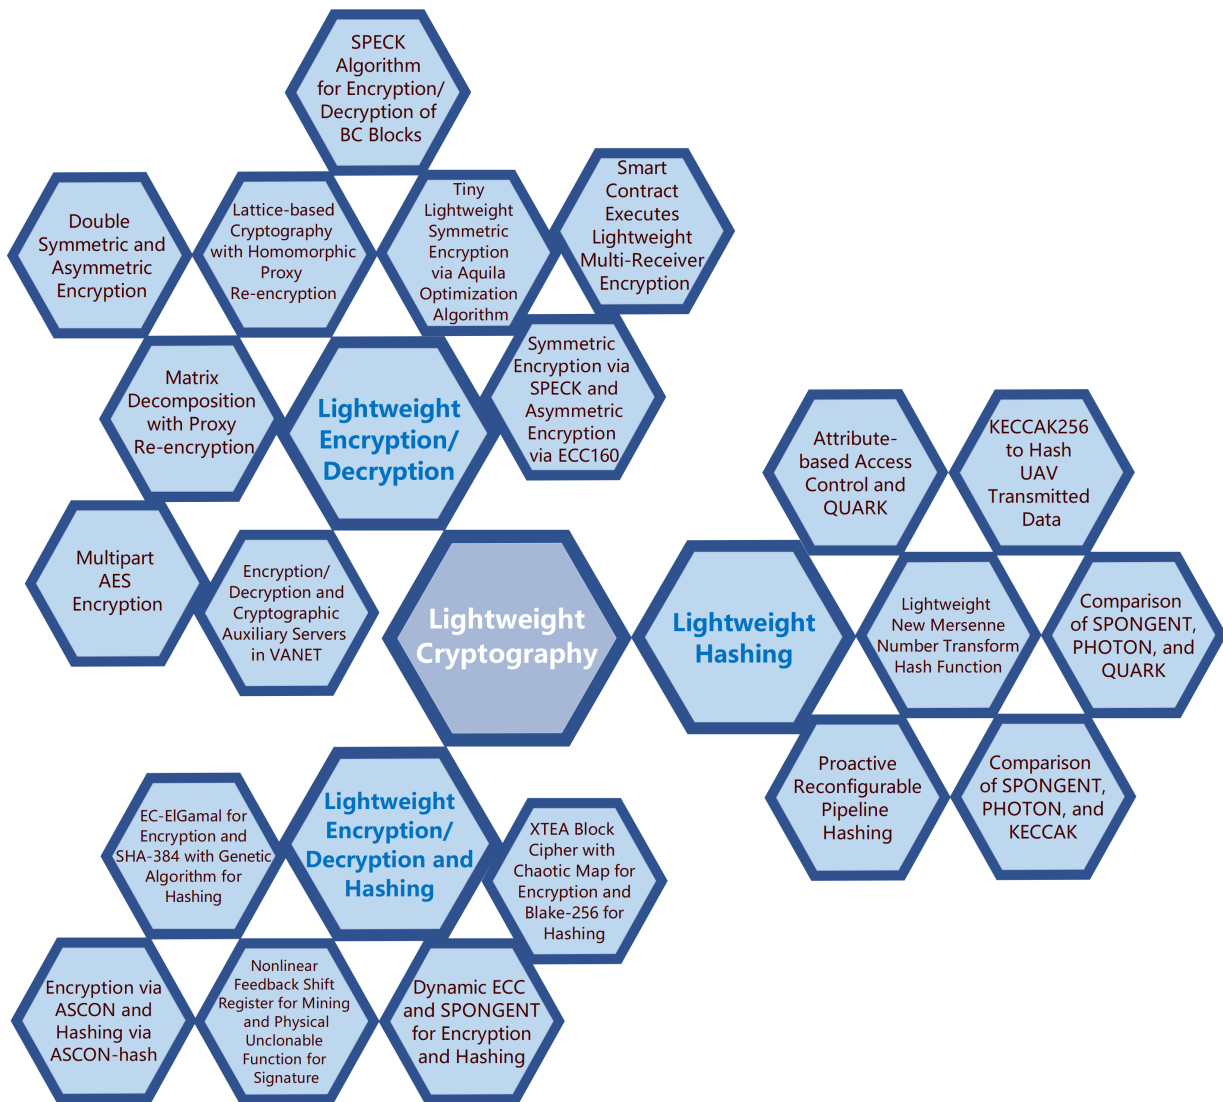 SPECK
Algorithm
for Encryption/
Decryption of
BC Blocks
Double
Symmetric and
Asymmetric
Encryption
Lattice-based
Cryptography
with Homomorphic
Proxy
Re-encryption
Tiny
Lightweight
Symmetric
Encryption
via Aquila
Optimization
Algorithm
Smart
Contract
Executes
Lightweight
Multi-Receiver
Encryption
Matrix
Decomposition
with Proxy
Re-encryption
Lightweight
Encryption/
Decryption
Symmetric
Encryption via
SPECK and
Asymmetric
Encryption
via ECC160
Multipart
AES
Encryption
Encryption/
Decryption and
Cryptographic
Auxiliary Servers
in VANET
Lightweight
Cryptography
Lightweight
Hashing
Attribute-
based Access
Control and
QUARK
KECCAK256
to Hash
UAV
Transmitted
Data
Lightweight
New Mersenne
Number Transform
Hash Function
Comparison
of SPONGENT,
PHOTON, and
QUARK
Proactive
Reconfigurable
Pipeline
Hashing
Comparison
of SPONGENT,
PHOTON, and
KECCAK
Lightweight
Encryption/
Decryption and
Hashing
EC-ElGamal for
Encryption and
SHA-384 with Genetic
Algorithm for
Hashing
XTEA Block
Cipher with
Chaotic Map for
Encryption and
Blake-256 for
Hashing
Encryption via
ASCON and
Hashing via
ASCON-hash
Nonlinear
Feedback Shift
Register for Mining
and Physical
Unclonable
Function for
Signature
Dynamic ECC
and SPONGENT
for Encryption
and Hashing